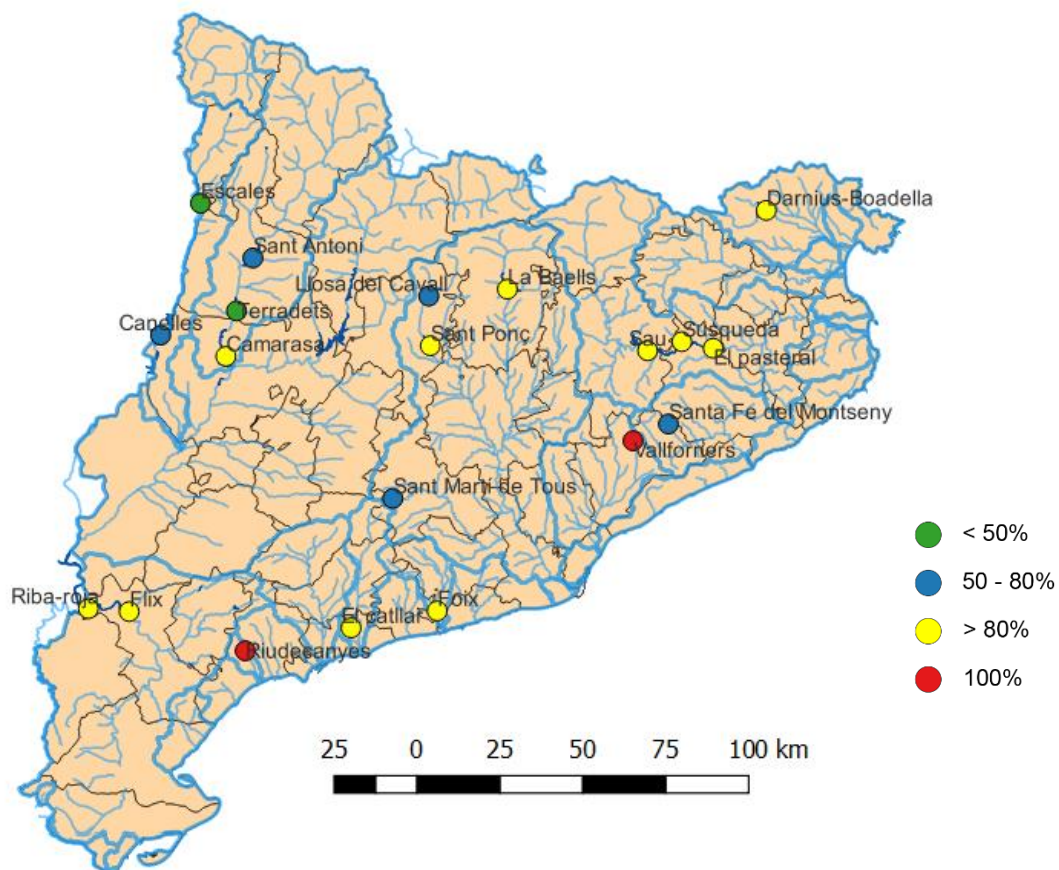 Escales
Darnius-Boadella
Sant Antoni
La Baells
Llosa del Cavall
Terradets
Canelles
Sant Ponç
Susqueda
Sau
Camarasa
El pasteral
Santa Fé del Montseny
Vallforners
Sant Martí de Tous
< 50%
50 - 80%
Riba-roja
Flix
Foix
El catllar
> 80%
Riudecanyes
100%
25 0 25 50 75 100 km